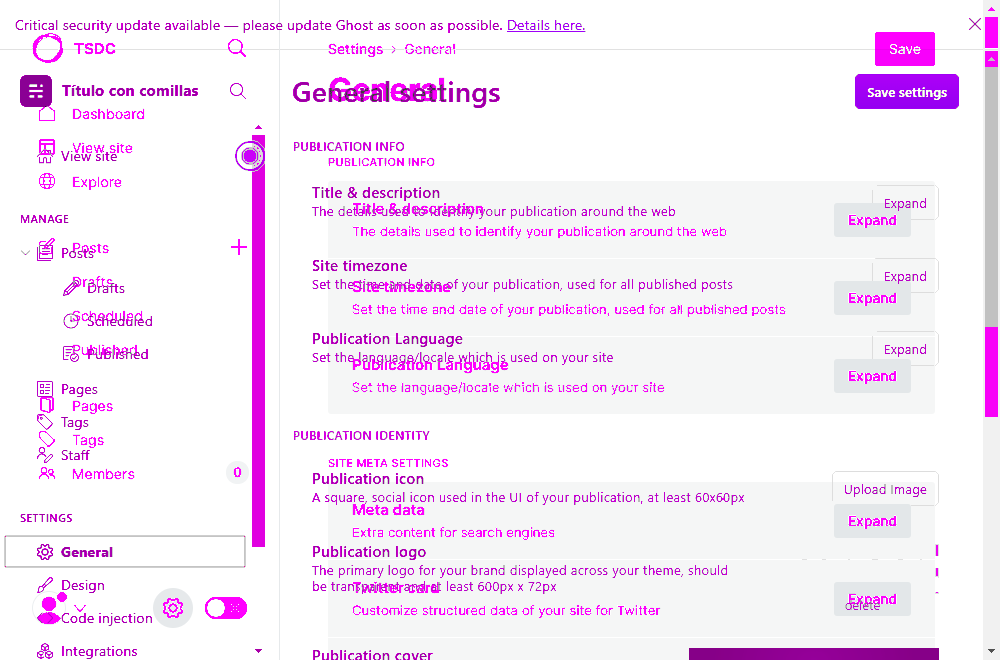 Critical security update available — please update Ghost as soon as possible. Details here.
TSDC
Settings › General
Save
Título con comillas
General
General settings
Save settings
Dashboard
View site
View site
Explore
MANAGE
Posts
Posts
Drafts
Drafts
Scheduled
Scheduled
Published
Published
Pages
Pages
Tags
Tags
Staff
Members
0
SETTINGS
General
Design
Code injection
Integrations
PUBLICATION INFO
PUBLICATION INFO
Title & description
The details used to identify your publication around the web
Expand
Title & description
The details used to identify your publication around the web
Expand
Site timezone
Set the time and date of your publication, used for all published posts
Expand
Site timezone
Set the time and date of your publication, used for all published posts
Expand
Publication Language
Set the language/locale which is used on your site
Expand
Publication Language
Set the language/locale which is used on your site
Expand
PUBLICATION IDENTITY
SITE META SETTINGS
Publication icon
A square, social icon used in the UI of your publication, at least 60x60px
Upload Image
Meta data
Extra content for search engines
Expand
Publication logo
The primary logo for your brand displayed across your theme, should
be transparent and at least 600px x 72px
Twitter card
Customize structured data of your site for Twitter
Expand
delete
Publication cover